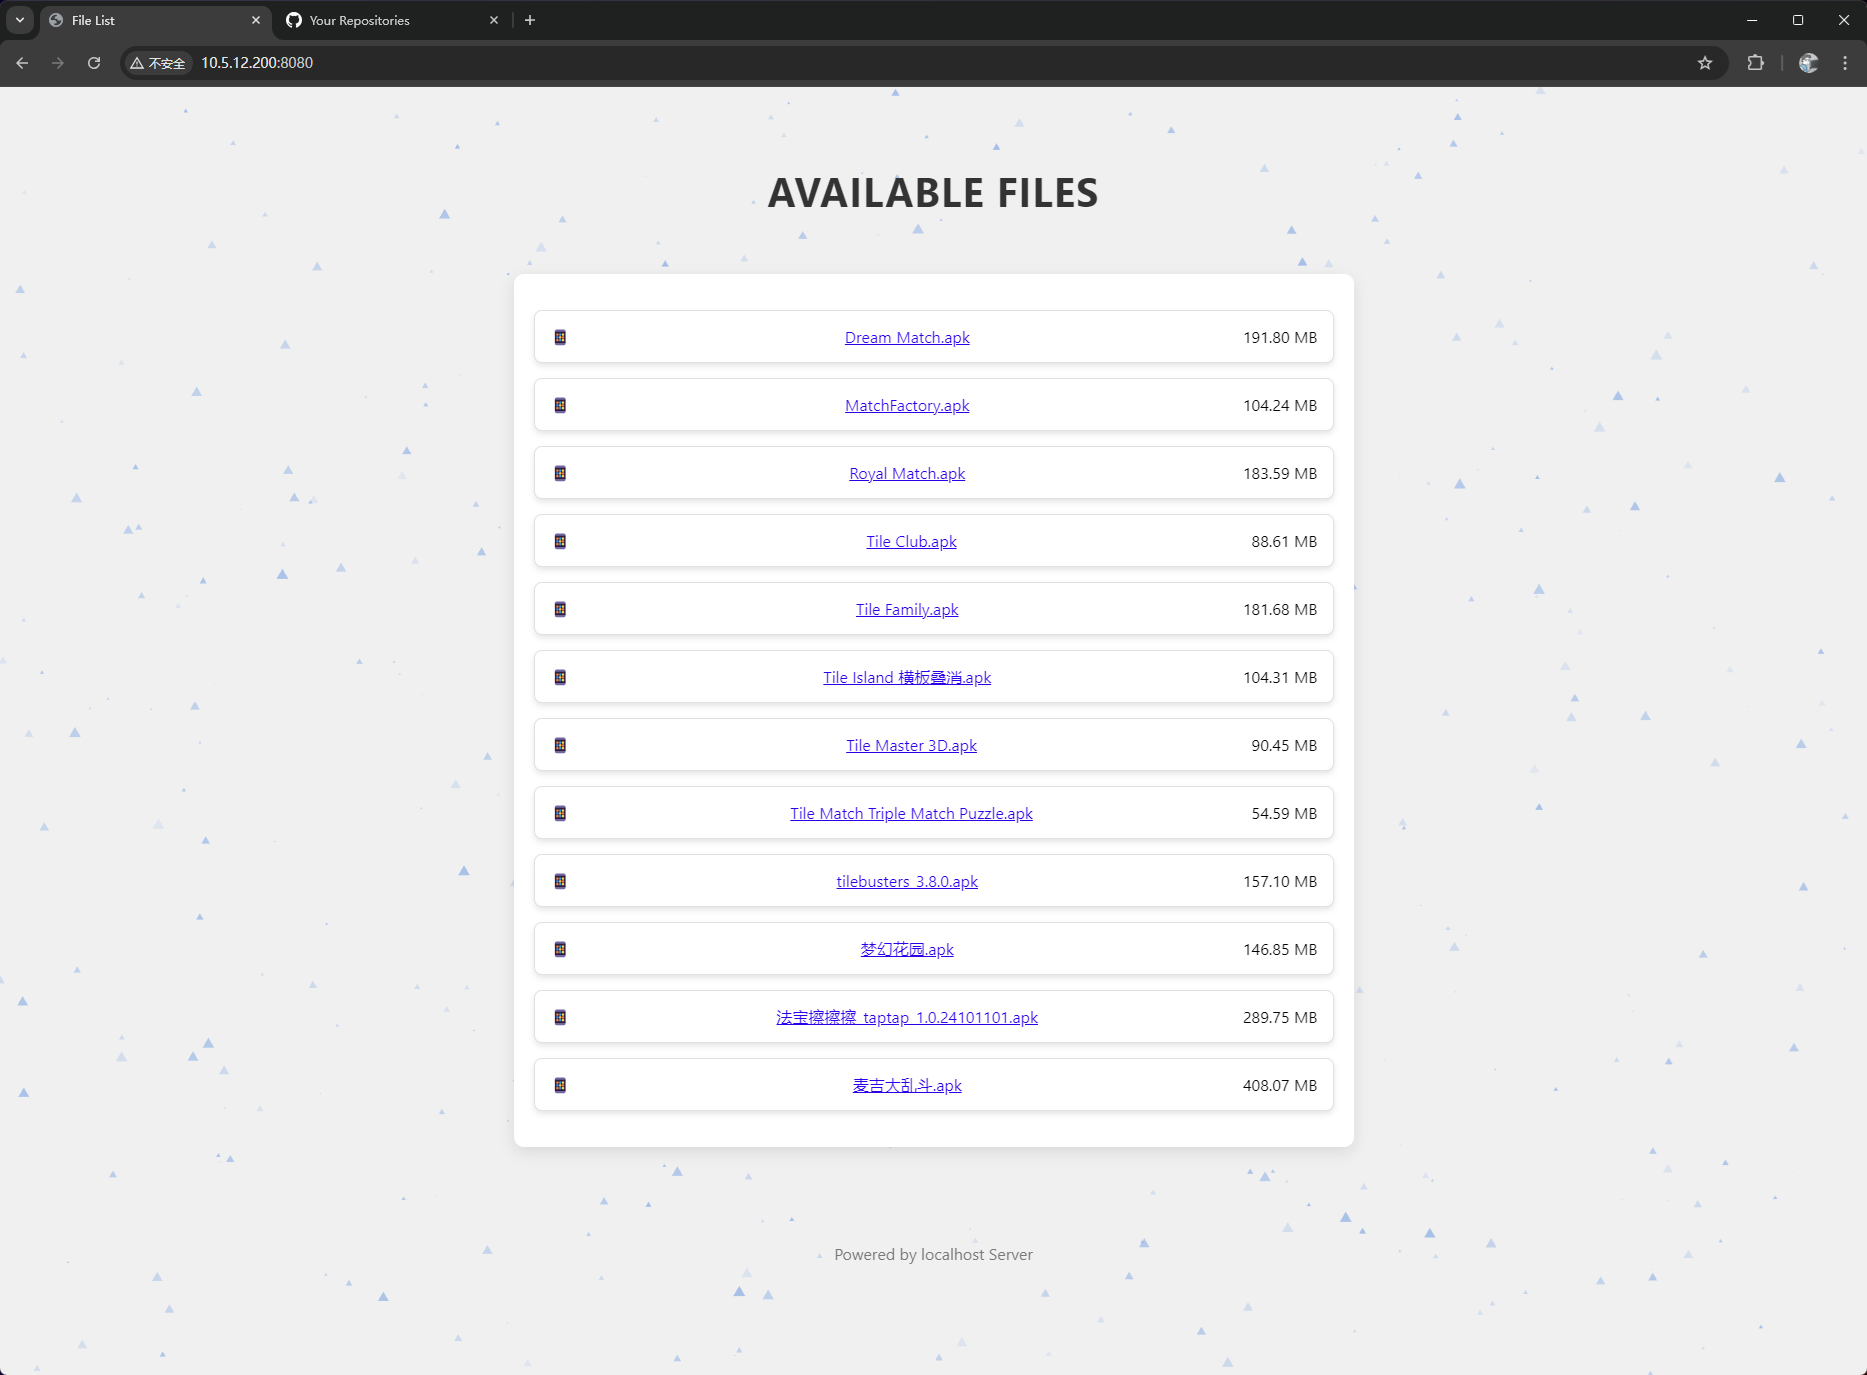 File List
Your Repositories
不安全
10.5.12.200:8080
AVAILABLE FILES
Dream Match.apk 191.80 MB
MatchFactory.apk 104.24 MB
Royal Match.apk 183.59 MB
Tile Club.apk 88.61 MB
Tile Family.apk 181.68 MB
Tile Island 横板叠消.apk 104.31 MB
Tile Master 3D.apk 90.45 MB
Tile Match Triple Match Puzzle.apk 54.59 MB
tilebusters_3.8.0.apk 157.10 MB
梦幻花园.apk 146.85 MB
法宝擦擦擦_taptap_1.0.24101101.apk 289.75 MB
麦吉大乱斗.apk 408.07 MB
Powered by localhost Server